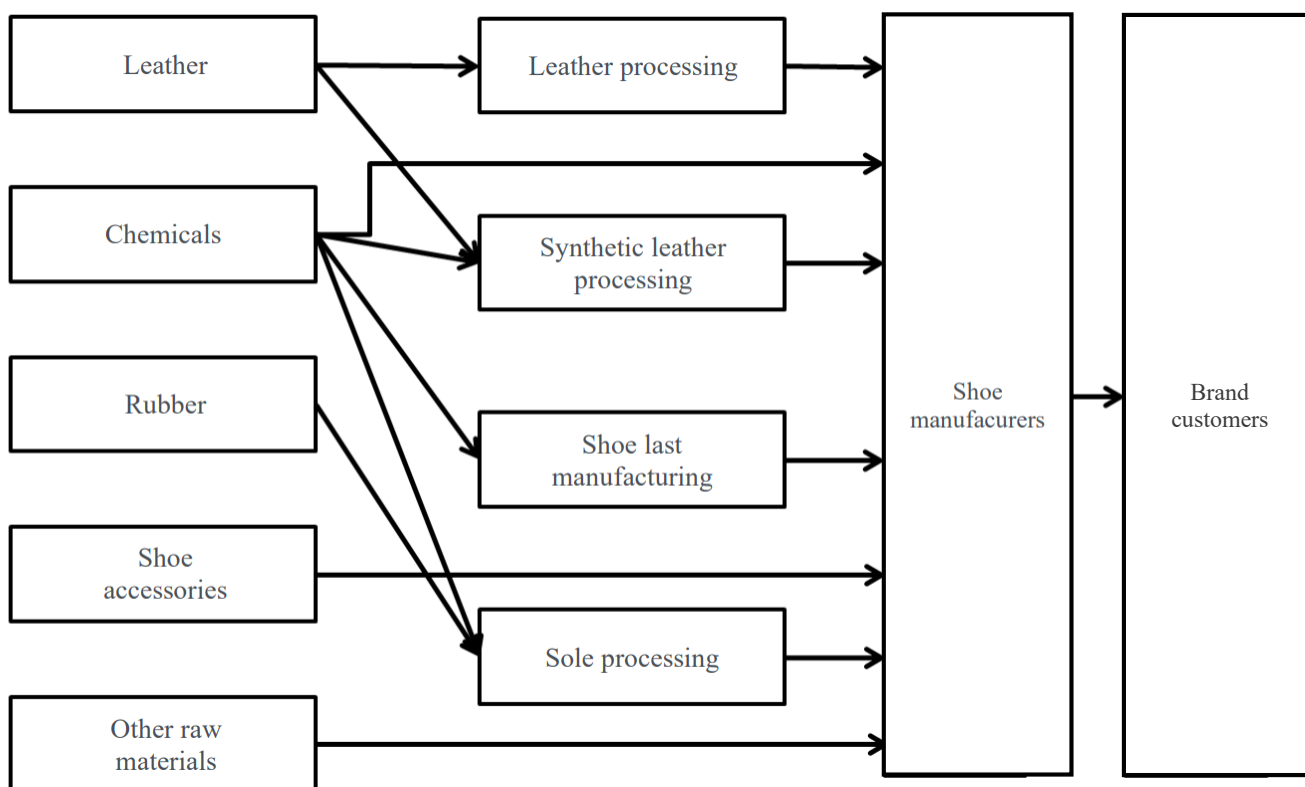 Leather
Leather processing
Chemicals
Synthetic leather
processing
Rubber
Shoe last
manufacturing
Shoe
accessories
Sole processing
Other raw
materials
Shoe
manufacurers
Brand
customers